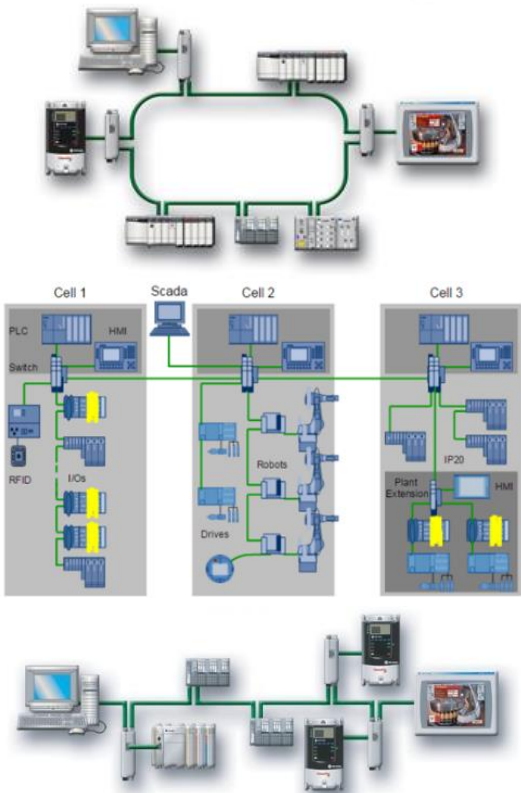 Cell 1
Scada
Cell 2
Cell 3
PLC
HMI
Switch
RFID
I/Os
Robots
Drives
IP20
Plant
Extension
HMI